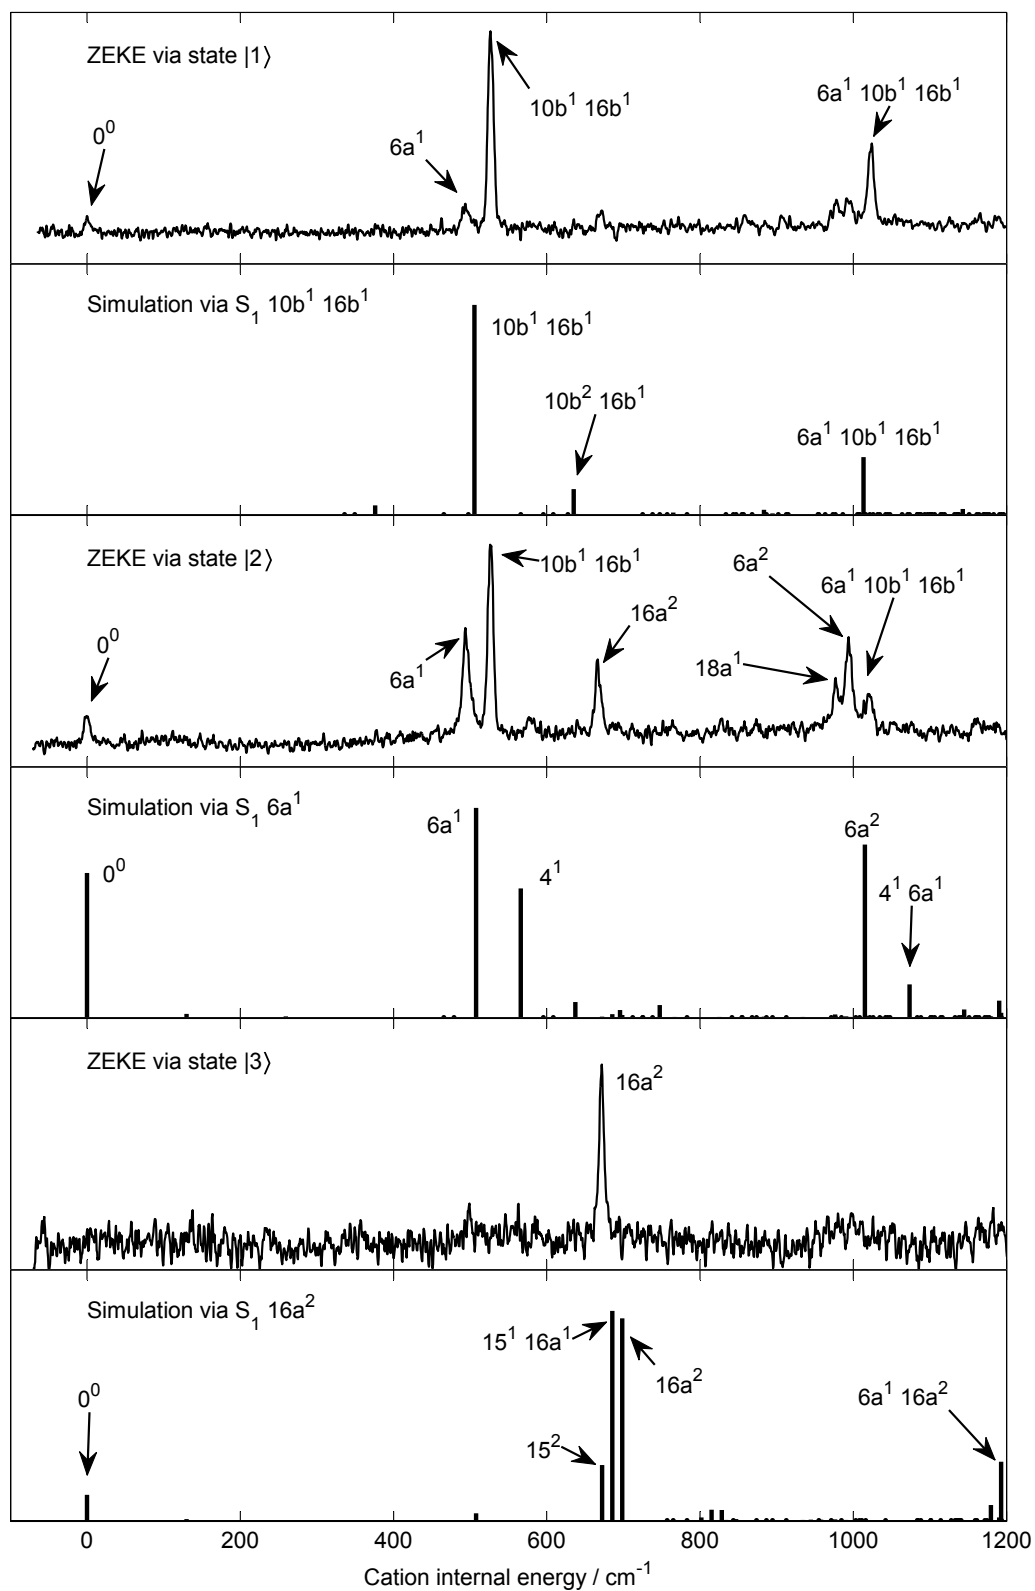 ZEKE via state |1⟩
0⁰
6a¹
10b¹ 16b¹
6a¹ 10b¹ 16b¹
Simulation via S₁ 10b¹ 16b¹
10b¹ 16b¹
10b² 16b¹
6a¹ 10b¹ 16b¹
ZEKE via state |2⟩
0⁰
6a¹
10b¹ 16b¹
16a²
18a¹
6a²
6a¹ 10b¹ 16b¹
Simulation via S₁ 6a¹
0⁰
6a¹
4¹
6a²
4¹ 6a¹
ZEKE via state |3⟩
16a²
Simulation via S₁ 16a²
0⁰
15¹ 16a¹
15²
16a²
6a¹ 16a²
0 200 400 600 800 1000 1200
Cation internal energy / cm⁻¹